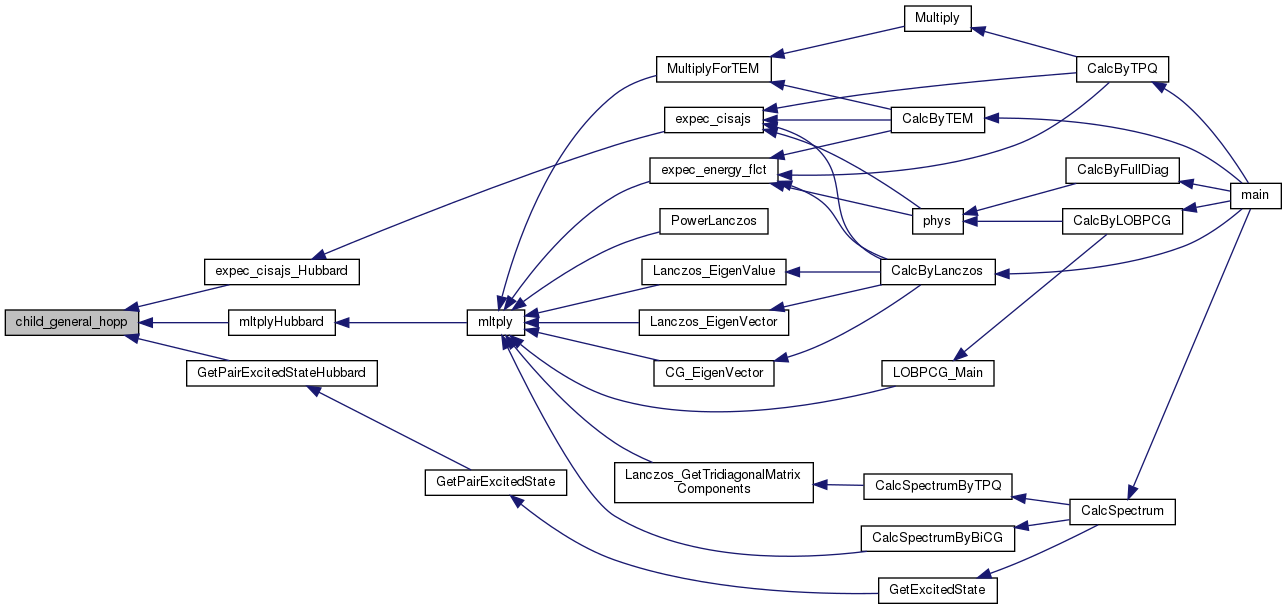 Multiply
MultiplyForTEM
CalcByTPQ
expec_cisajs
CalcByTEM
expec_energy_flct
CalcByFullDiag
main
PowerLanczos
phys
CalcByLOBPCG
expec_cisajs_Hubbard
Lanczos_EigenValue
CalcByLanczos
child_general_hopp
mltplyHubbard
mltply
Lanczos_EigenVector
GetPairExcitedStateHubbard
CG_EigenVector
LOBPCG_Main
Lanczos_GetTridiagonalMatrix
Components
GetPairExcitedState
CalcSpectrumByTPQ
CalcSpectrum
CalcSpectrumByBiCG
GetExcitedState